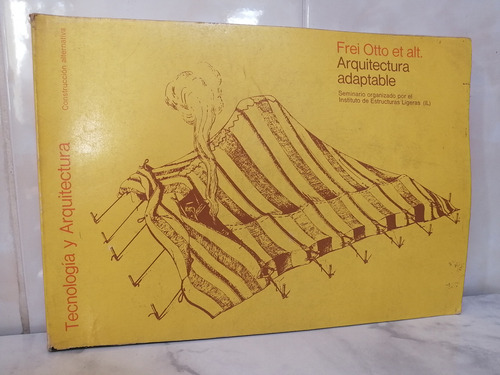 Frei Otto et alt.
Arquitectura
adaptable
Seminario organizado por el
Instituto de Estructuras Ligeras (IL)
Tecnología y Arquitectura
Construcción alternativa